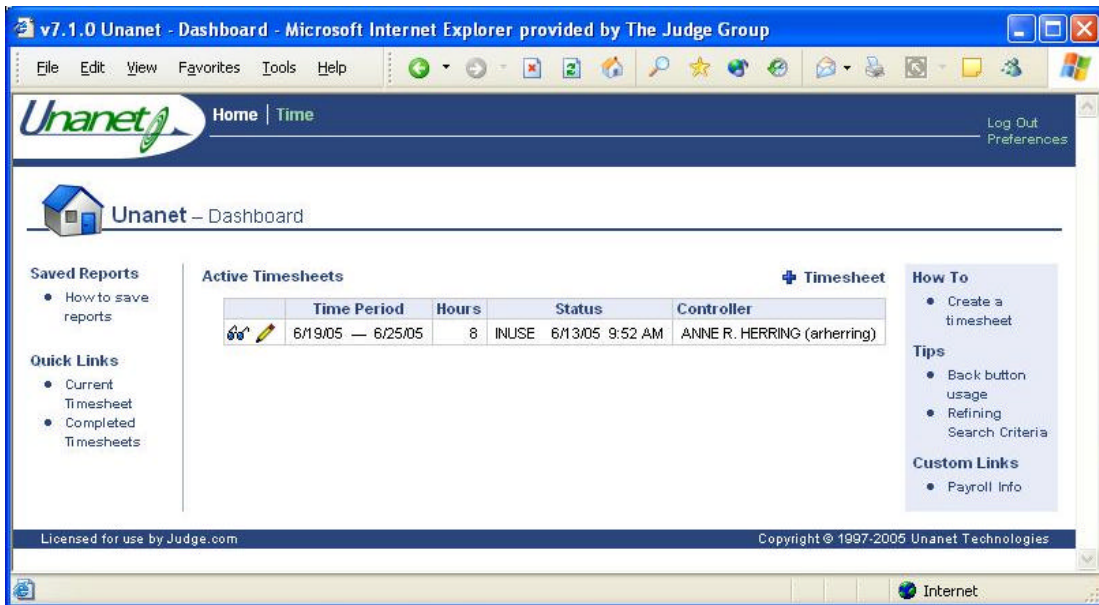 v7.1.0 Unanet - Dashboard - Microsoft Internet Explorer provided by The Judge Group
File Edit View Favorites Tools Help
Unanet
Home | Time
Log Out
Preferences
Unanet – Dashboard
Saved Reports
How to save
reports
Quick Links
Current
Timesheet
Completed
Timesheets
Active Timesheets
Timesheet
Time Period Hours Status Controller
6/19/05 — 6/25/05 8 INUSE 6/13/05 9:52 AM ANNE R. HERRING (arherring)
How To
Create a
timesheet
Tips
Back button
usage
Refining
Search Criteria
Custom Links
Payroll Info
Licensed for use by Judge.com
Copyright © 1997-2005 Unanet Technologies
Internet